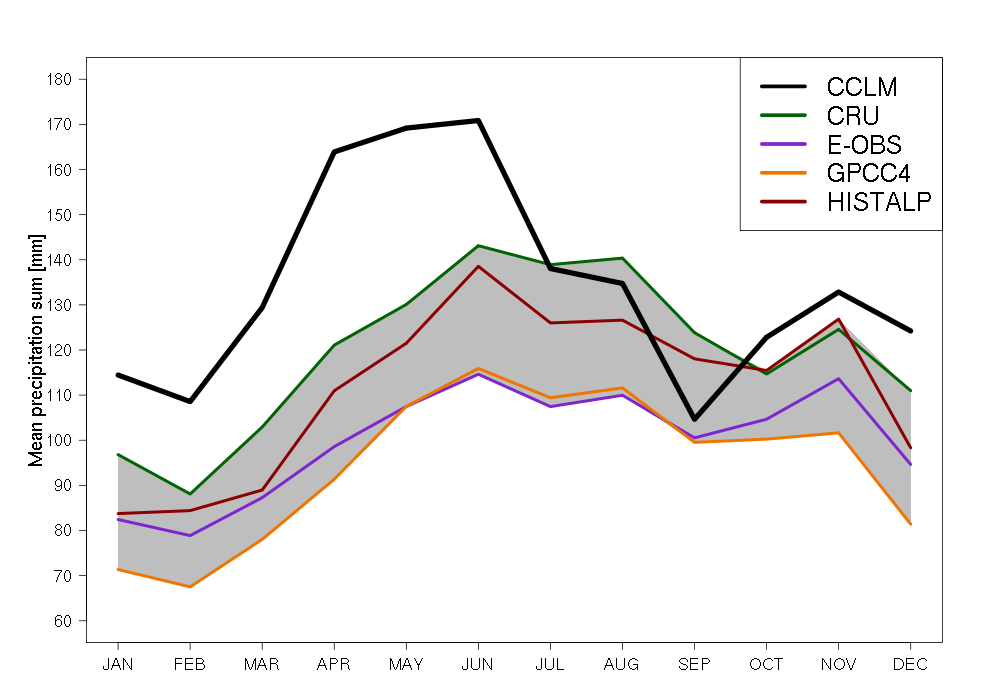 180
170
160
150
140
130
120
110
100
90
80
70
60
Mean precipitation sum [mm]
CCLM
CRU
E-OBS
GPCC4
HISTALP
JAN FEB MAR APR MAY JUN JUL AUG SEP OCT NOV DEC